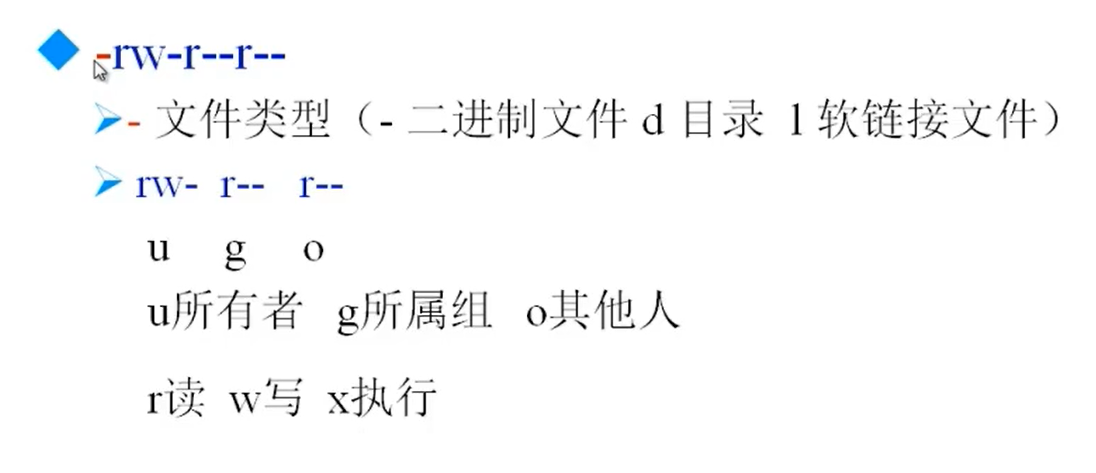 -rw-r--r--
- 文件类型（- 二进制文件 d 目录 l 软链接文件）
rw- r-- r--
u g o
u所有者 g所属组 o其他人
r读 w写 x执行